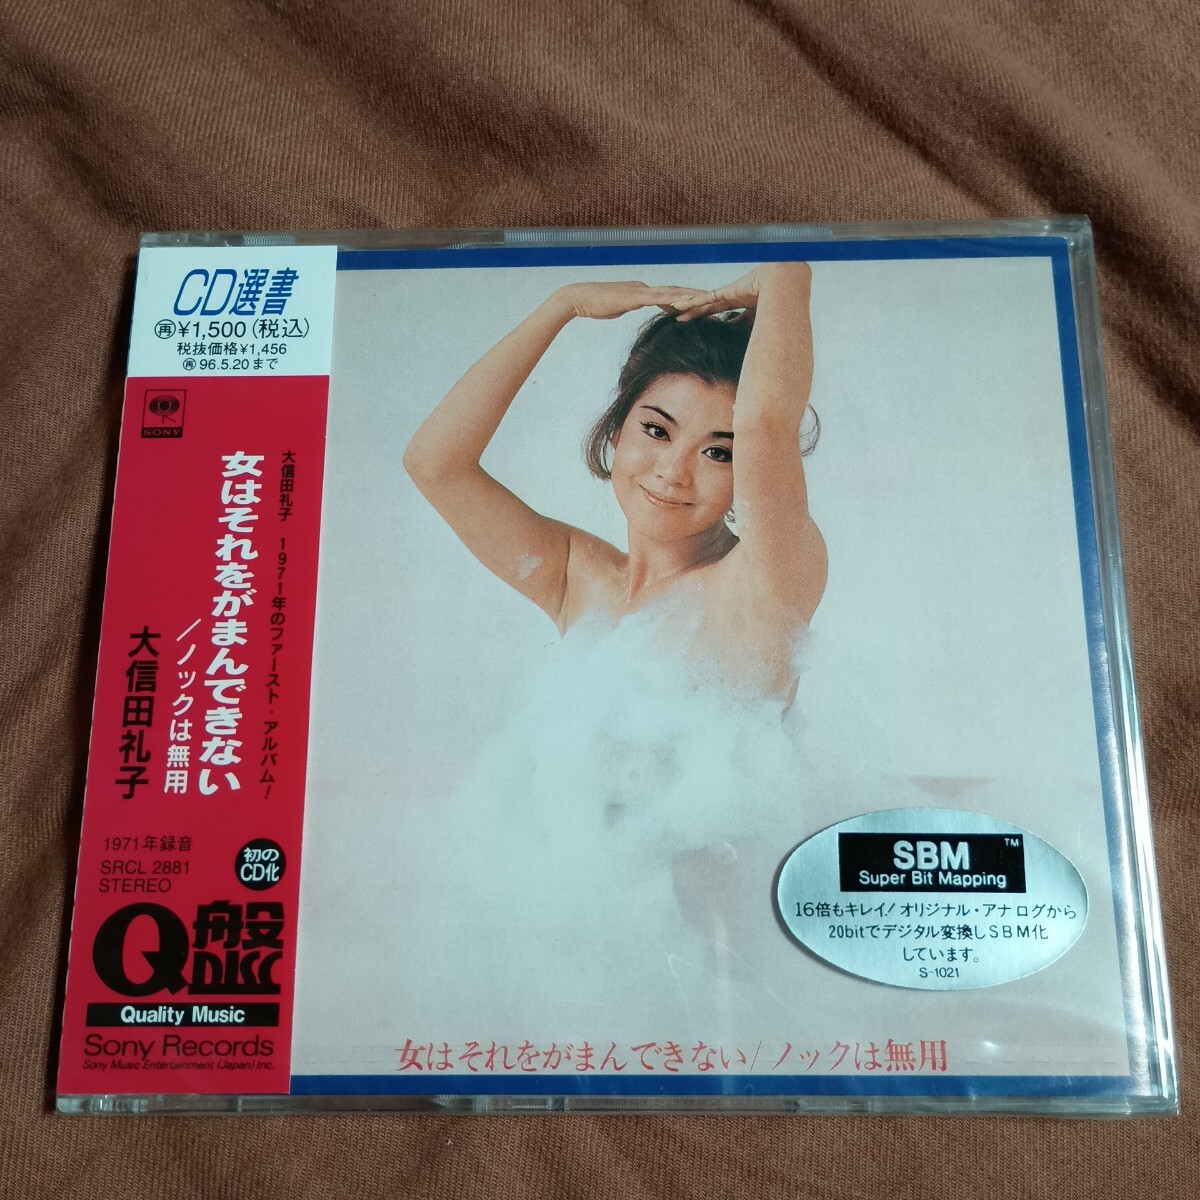 CD選書
再¥1,500(税込)
税抜価格¥1,456
再96.5.20まで
SONY
大信田礼子 1971年のファースト・アルバム!
女はそれをがまんできない
/ノックは無用
大信田礼子
1971年録音
SRCL 2881
STEREO
初の
CD化
Q盤
DISC
Quality Music
Sony Records
Sony Music Entertainment (Japan) Inc.
SBM™
Super Bit Mapping
16倍もキレイ!オリジナル・アナログから
20bitでデジタル変換しSBM化
しています。
S-1021
女はそれをがまんできない/ノックは無用